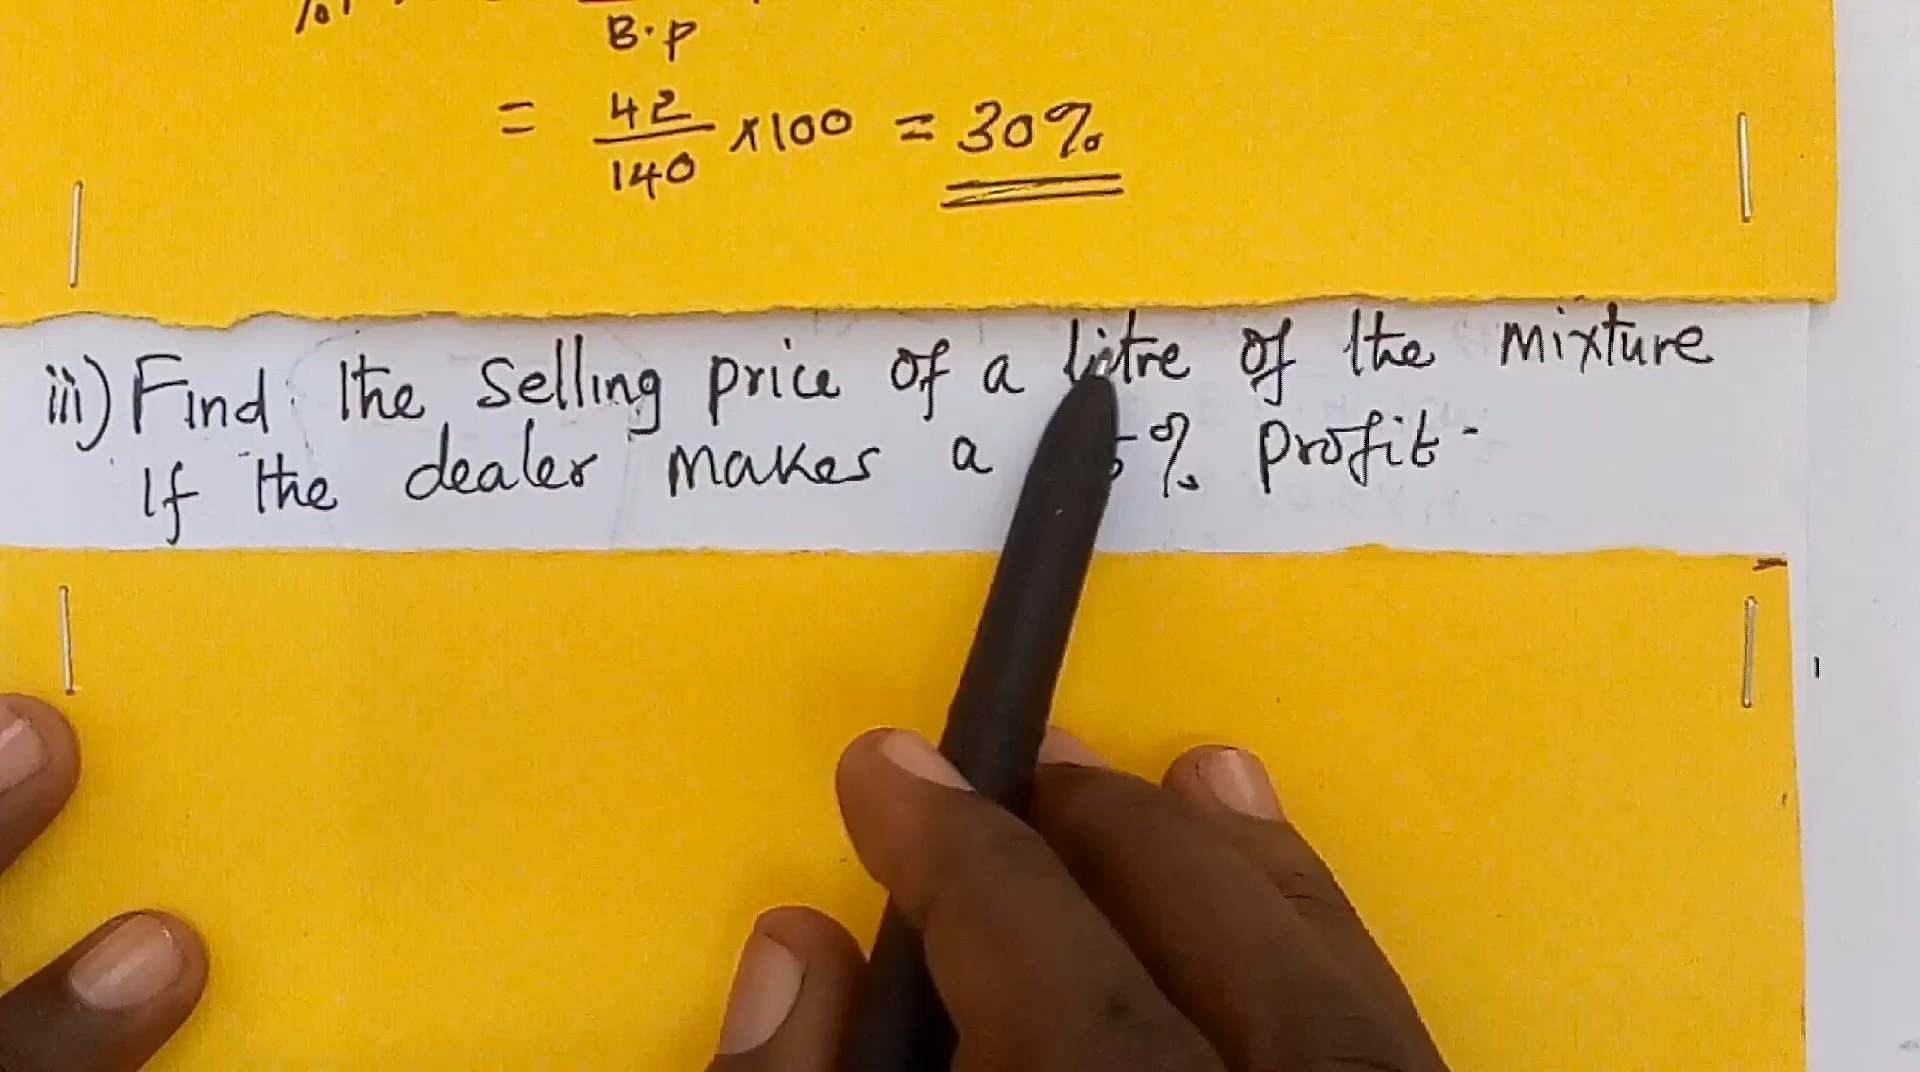 B.P
= 42/140 x100 = 30%
iii) Find the selling price of a litre of the mixture
If the dealer makes a 5% profit.